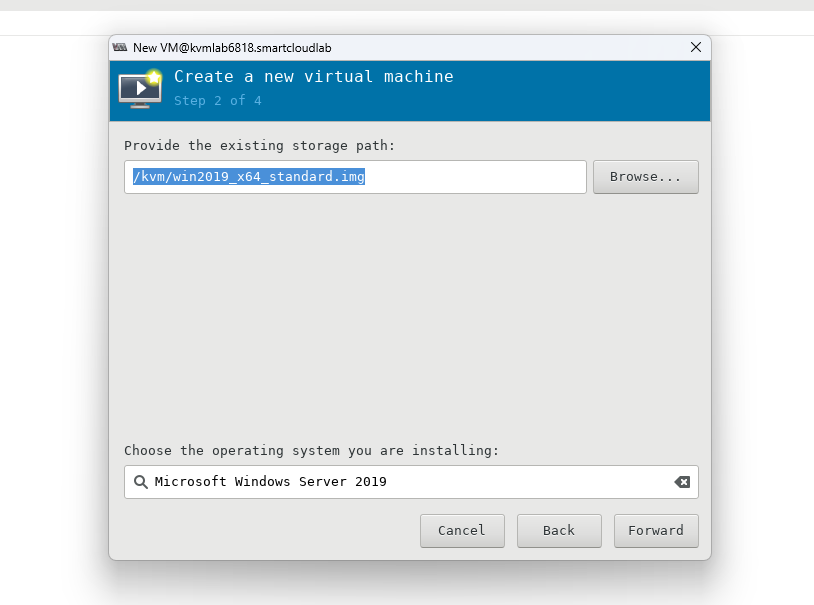 New VM@kvmlab6818.smartcloudlab
Create a new virtual machine
Step 2 of 4
Provide the existing storage path:
/kvm/win2019_x64_standard.img
Browse...
Choose the operating system you are installing:
Microsoft Windows Server 2019
Cancel Back Forward